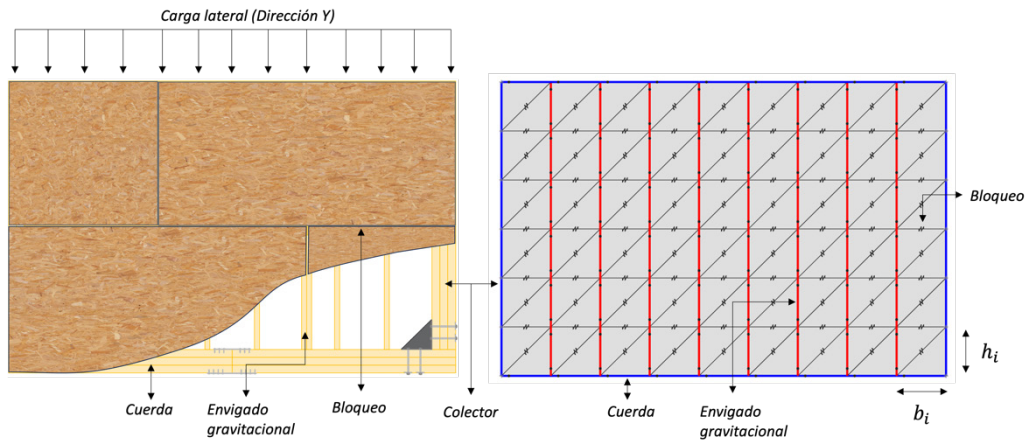 Carga lateral (Dirección Y)
Cuerda
Envigado
gravitacional
Bloqueo
Colector
Cuerda
Envigado
gravitacional
Bloqueo
hᵢ
bᵢ